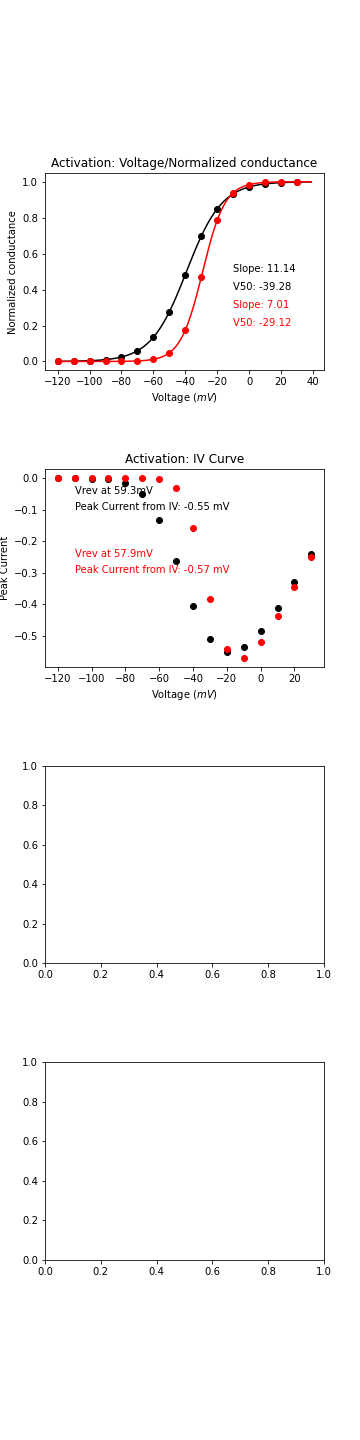 Activation: Voltage/Normalized conductance
1.0
0.8
0.6
0.4
0.2
0.0
Normalized conductance
Slope: 11.14
V50: -39.28
Slope: 7.01
V50: -29.12
−120 −100 −80 −60 −40 −20 0 20 40
Voltage (mV)
Activation: IV Curve
0.0
−0.1
−0.2
−0.3
−0.4
−0.5
Peak Current
Vrev at 59.3mV
Peak Current from IV: -0.55 mV
Vrev at 57.9mV
Peak Current from IV: -0.57 mV
−120 −100 −80 −60 −40 −20 0 20
Voltage (mV)
1.0
0.8
0.6
0.4
0.2
0.0
0.0 0.2 0.4 0.6 0.8 1.0
1.0
0.8
0.6
0.4
0.2
0.0
0.0 0.2 0.4 0.6 0.8 1.0